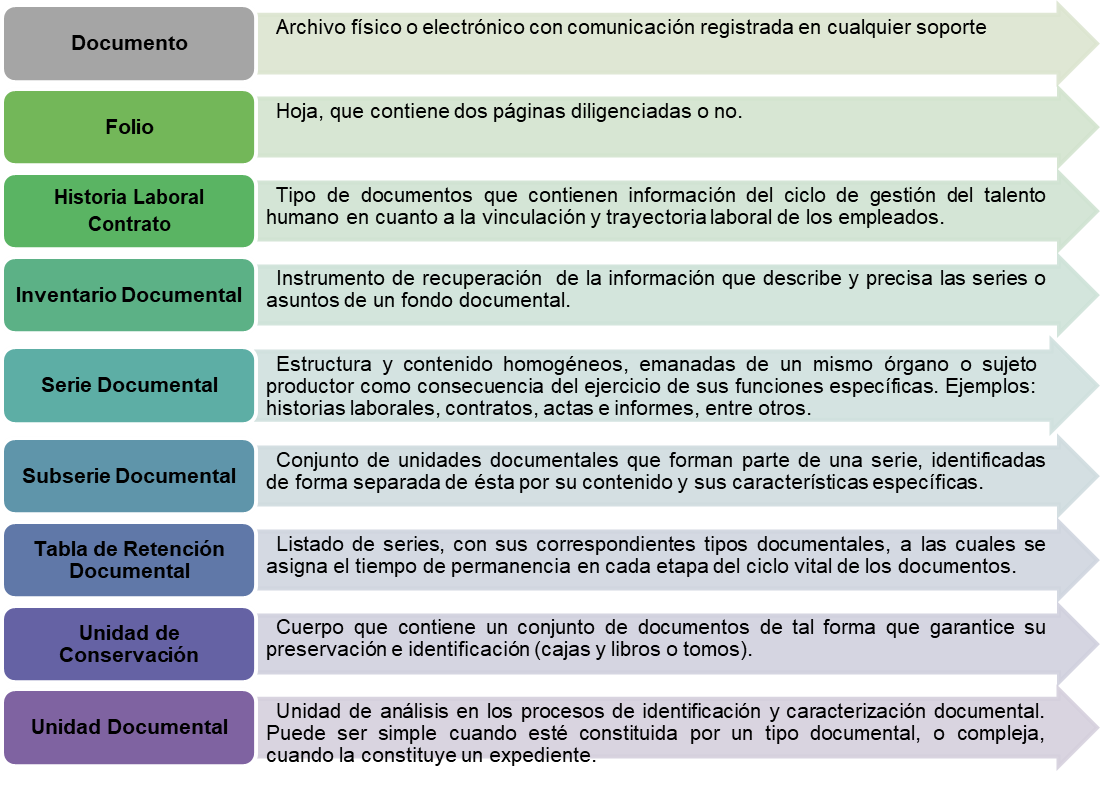 Documento
Archivo físico o electrónico con comunicación registrada en cualquier soporte
Folio
Hoja, que contiene dos páginas diligenciadas o no.
Historia Laboral
Contrato
Tipo de documentos que contienen información del ciclo de gestión del talento
humano en cuanto a la vinculación y trayectoria laboral de los empleados.
Inventario Documental
Instrumento de recuperación de la información que describe y precisa las series o
asuntos de un fondo documental.
Serie Documental
Estructura y contenido homogéneos, emanadas de un mismo órgano o sujeto
productor como consecuencia del ejercicio de sus funciones específicas. Ejemplos:
historias laborales, contratos, actas e informes, entre otros.
Subserie Documental
Conjunto de unidades documentales que forman parte de una serie, identificadas
de forma separada de ésta por su contenido y sus características específicas.
Tabla de Retención
Documental
Listado de series, con sus correspondientes tipos documentales, a las cuales se
asigna el tiempo de permanencia en cada etapa del ciclo vital de los documentos.
Unidad de
Conservación
Cuerpo que contiene un conjunto de documentos de tal forma que garantice su
preservación e identificación (cajas y libros o tomos).
Unidad Documental
Unidad de análisis en los procesos de identificación y caracterización documental.
Puede ser simple cuando esté constituida por un tipo documental, o compleja,
cuando la constituye un expediente.